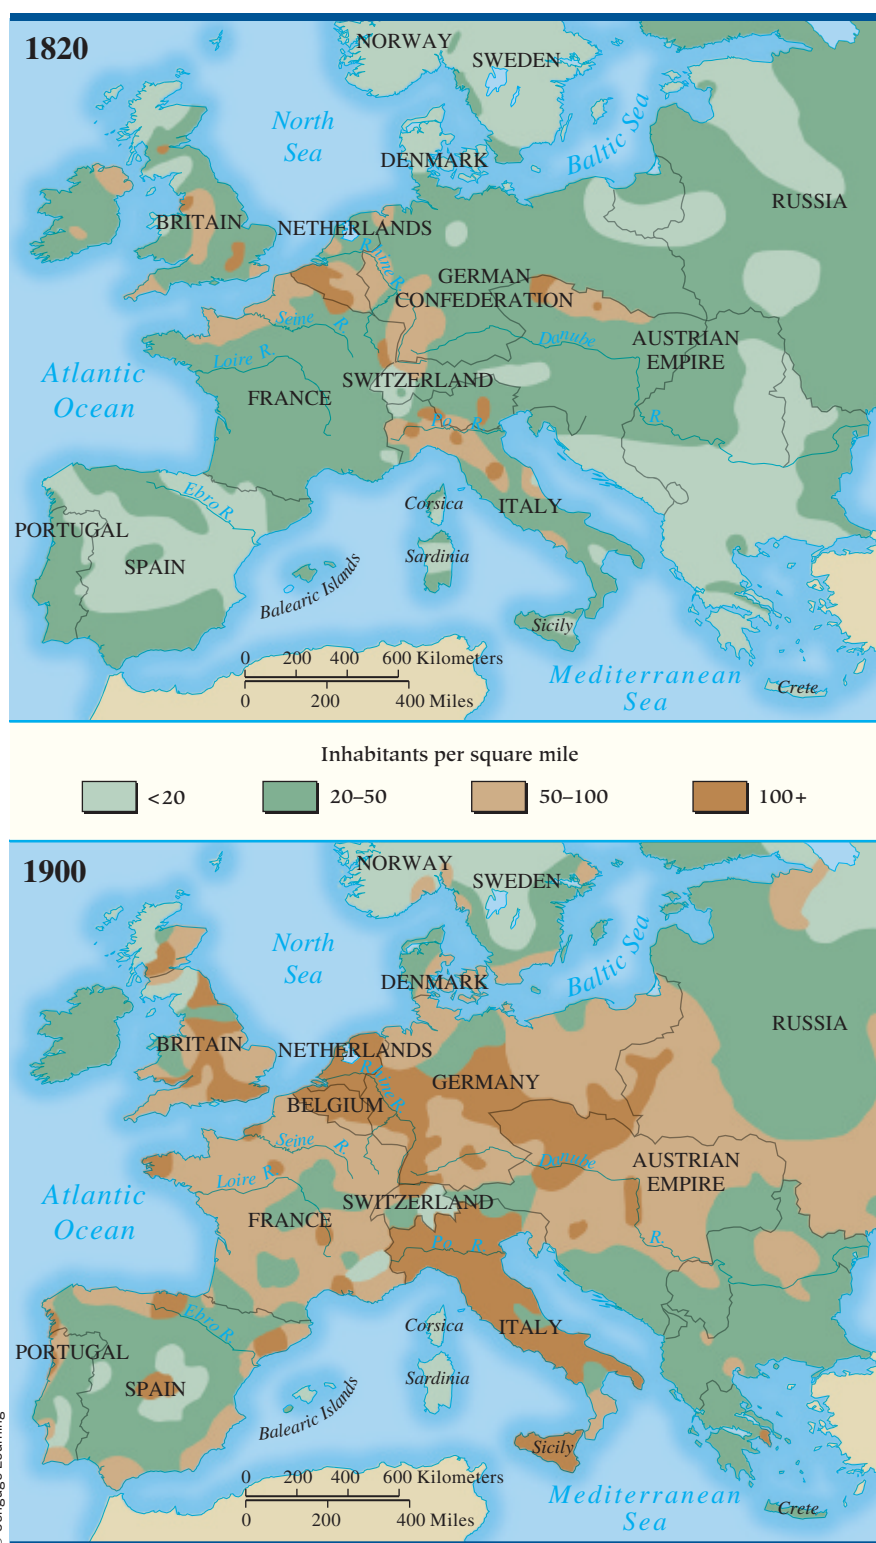 1820
NORWAY
SWEDEN
North
Sea
Baltic Sea
DENMARK
RUSSIA
BRITAIN
NETHERLANDS
Rhine R.
GERMAN
CONFEDERATION
Seine R.
Loire R.
Danube R.
AUSTRIAN
EMPIRE
Atlantic
Ocean
SWITZERLAND
FRANCE
Po R.
Ebro R.
Corsica
ITALY
PORTUGAL
SPAIN
Sardinia
Balearic Islands
Sicily
0 200 400 600 Kilometers
0 200 400 Miles
Mediterranean
Sea
Crete
Inhabitants per square mile
<20
20–50
50–100
100+
1900
NORWAY
SWEDEN
North
Sea
Baltic Sea
DENMARK
RUSSIA
BRITAIN
NETHERLANDS
Rhine R.
GERMANY
BELGIUM
Seine R.
Loire R.
Danube R.
AUSTRIAN
EMPIRE
Atlantic
Ocean
SWITZERLAND
FRANCE
Po R.
Ebro R.
Corsica
ITALY
PORTUGAL
SPAIN
Sardinia
Balearic Islands
Sicily
0 200 400 600 Kilometers
0 200 400 Miles
Mediterranean
Sea
Crete
Learning